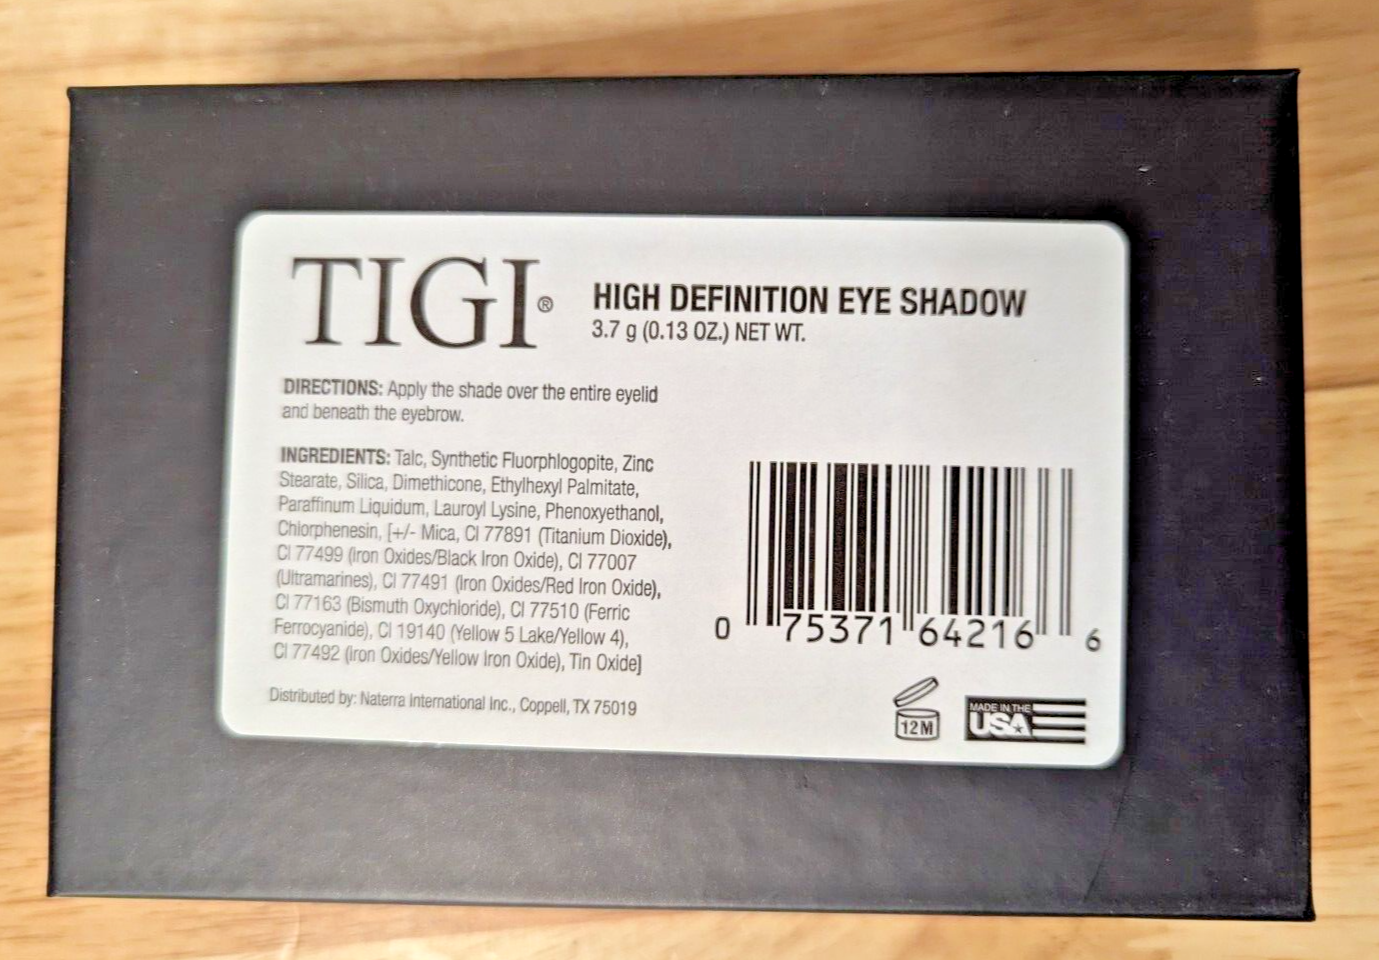 TIGI®
HIGH DEFINITION EYE SHADOW
3.7 g (0.13 OZ.) NET WT.
DIRECTIONS: Apply the shade over the entire eyelid
and beneath the eyebrow.
INGREDIENTS: Talc, Synthetic Fluorphlogopite, Zinc
Stearate, Silica, Dimethicone, Ethylhexyl Palmitate,
Paraffinum Liquidum, Lauroyl Lysine, Phenoxyethanol,
Chlorphenesin, [+/- Mica, CI 77891 (Titanium Dioxide),
CI 77499 (Iron Oxides/Black Iron Oxide), CI 77007
(Ultramarines), CI 77491 (Iron Oxides/Red Iron Oxide),
CI 77163 (Bismuth Oxychloride), CI 77510 (Ferric
Ferrocyanide), CI 19140 (Yellow 5 Lake/Yellow 4),
CI 77492 (Iron Oxides/Yellow Iron Oxide), Tin Oxide]
Distributed by: Naterra International Inc., Coppell, TX 75019
0 75371 64216 6
12M
MADE IN THE
USA